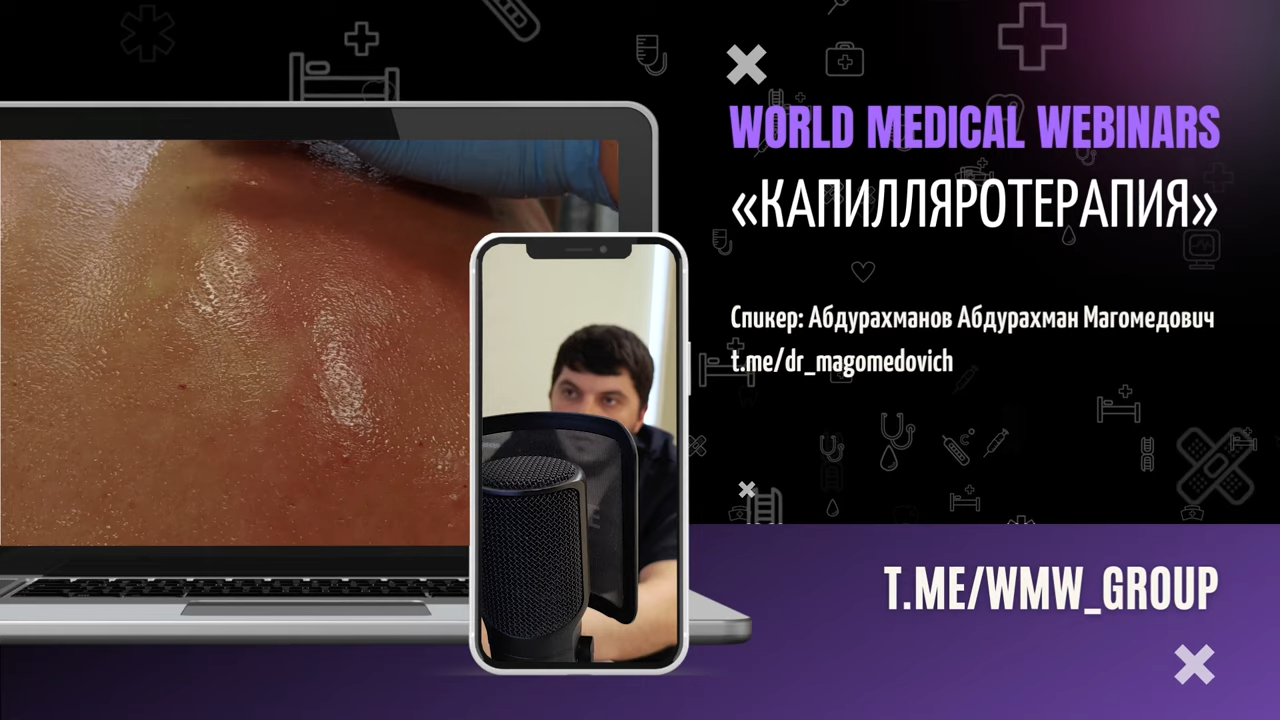 WORLD MEDICAL WEBINARS
«КАПИЛЛЯРОТЕРАПИЯ»
Спикер: Абдурахманов Абдурахман Магомедович
t.me/dr_magomedovich
T.ME/WMW_GROUP